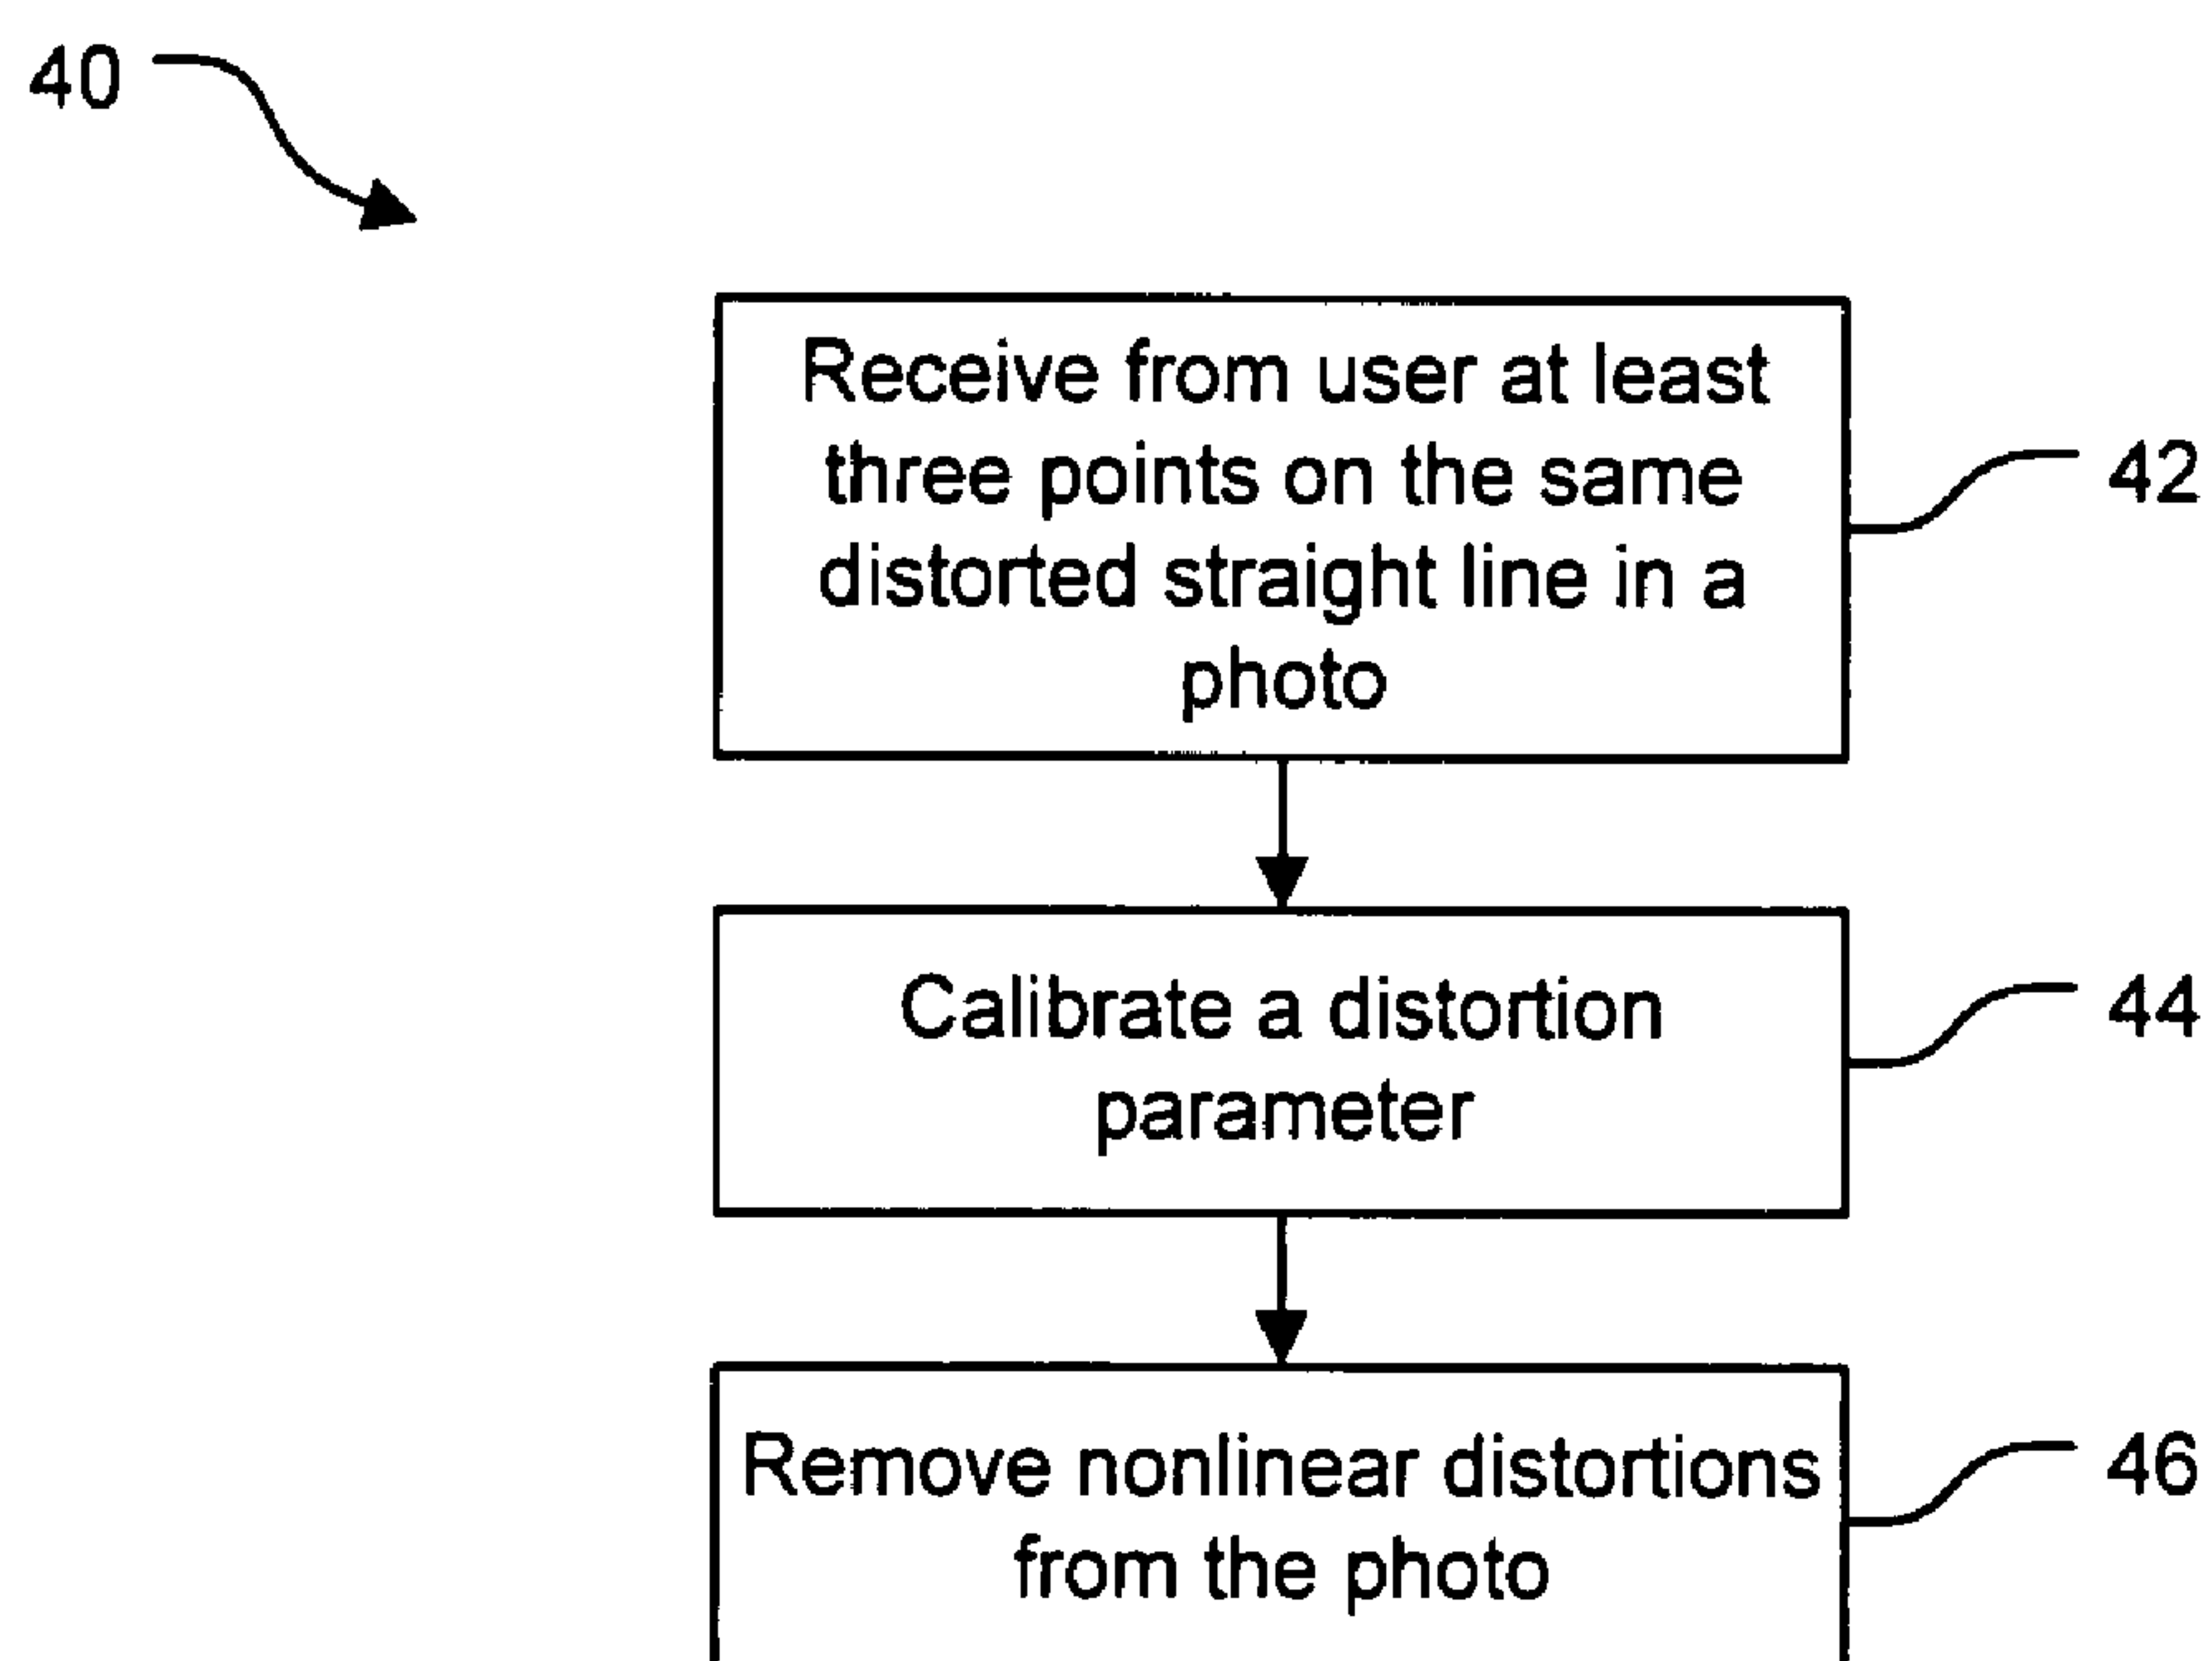 40
Receive from user at least
three points on the same
distorted straight line in a
photo
42
Calibrate a distortion
parameter
44
Remove nonlinear distortions
from the photo
46